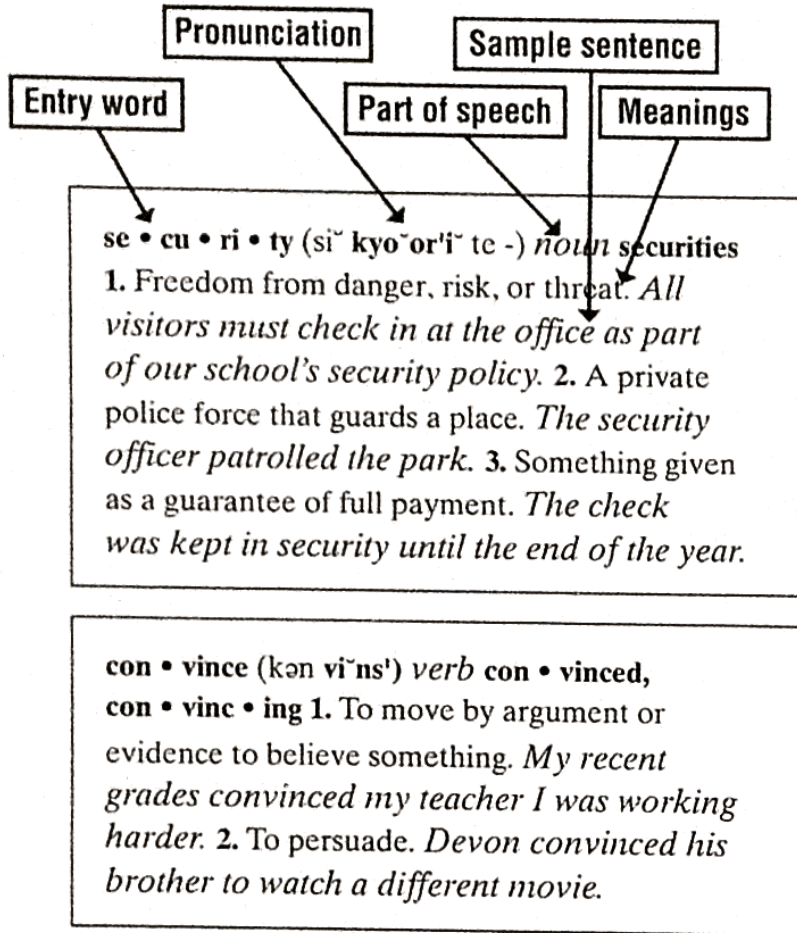 Pronunciation
Sample sentence
Entry word
Part of speech
Meanings
se • cu • ri • ty (si˘ kyo˘or'i˘ te -) noun securities
1. Freedom from danger, risk, or threat. All
visitors must check in at the office as part
of our school's security policy. 2. A private
police force that guards a place. The security
officer patrolled the park. 3. Something given
as a guarantee of full payment. The check
was kept in security until the end of the year.
con • vince (kən vi˘ns') verb con • vinced,
con • vinc • ing 1. To move by argument or
evidence to believe something. My recent
grades convinced my teacher I was working
harder. 2. To persuade. Devon convinced his
brother to watch a different movie.